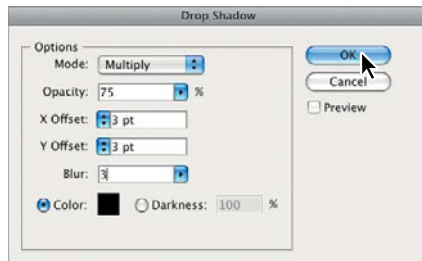 Drop Shadow
Options
Mode: Multiply
Opacity: 75 %
X Offset: 3 pt
Y Offset: 3 pt
Blur: 3
Color: Darkness: 100 %
OK
Cancel
Preview